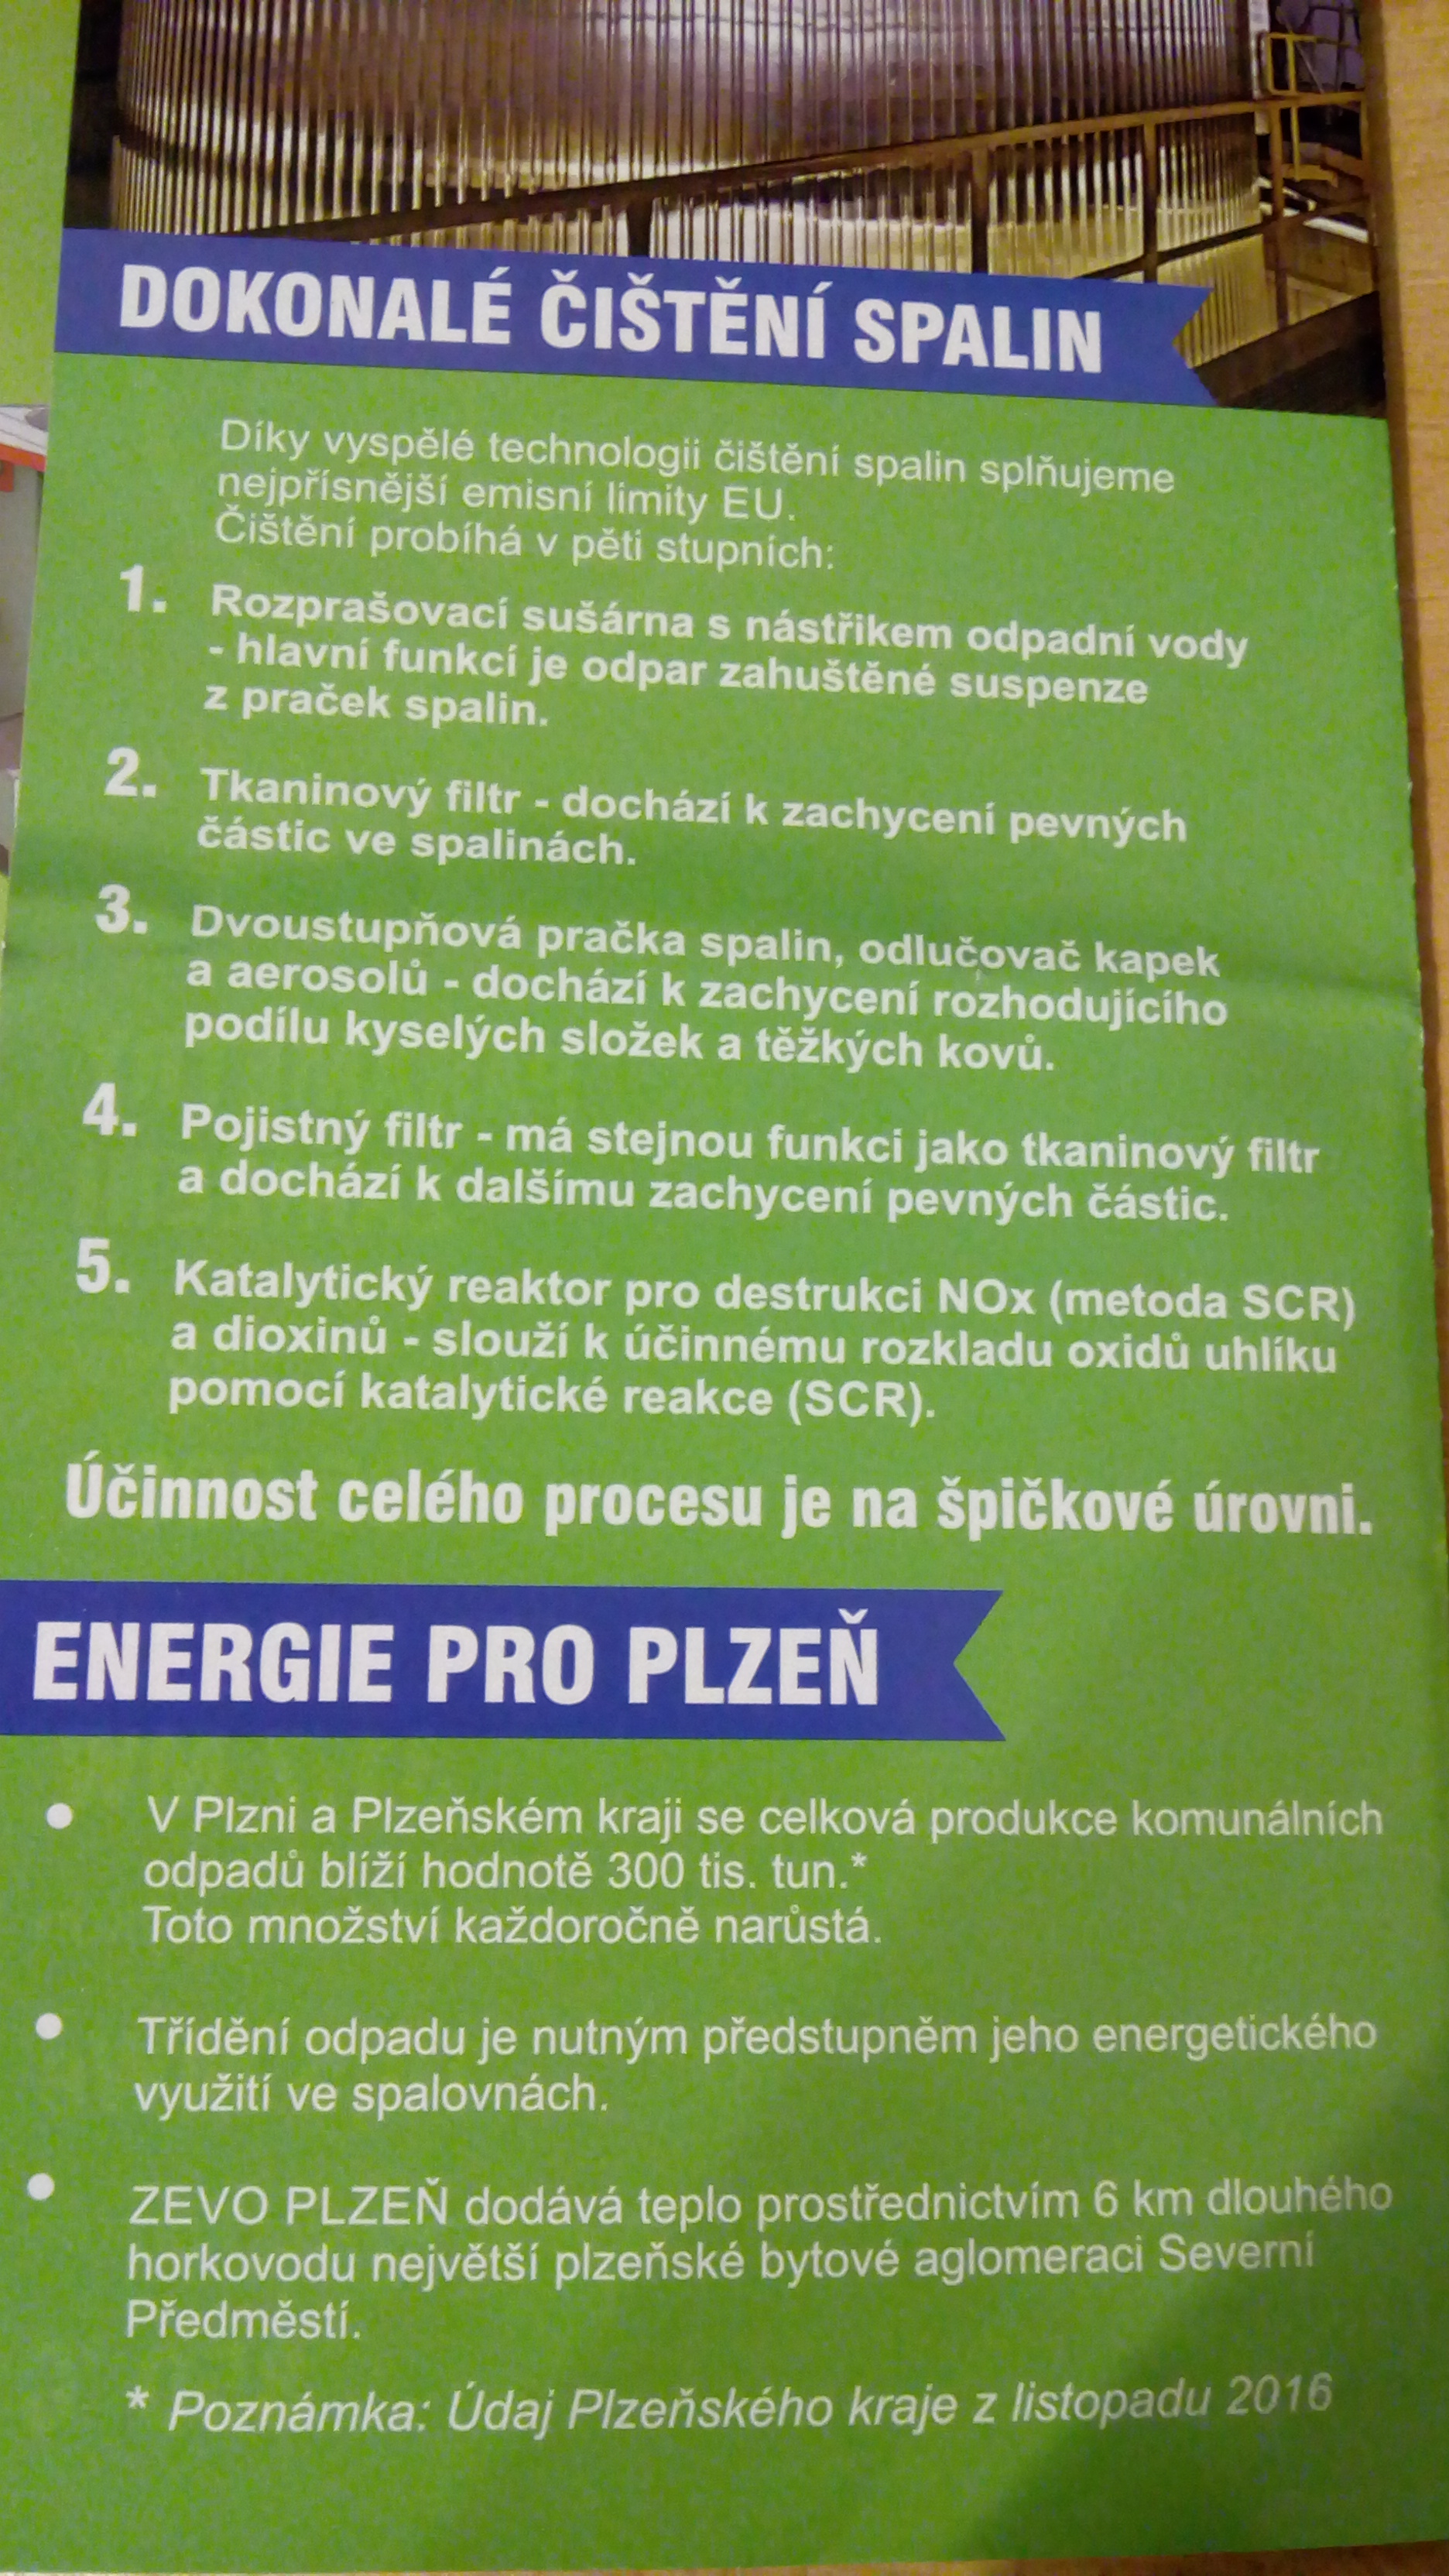 DOKONALÉ ČIŠTĚNÍ SPALIN
Díky vyspělé technologii čištění spalin splňujeme
nejpřísnější emisní limity EU.
Čištění probíhá v pěti stupních:
1. Rozprašovací sušárna s nástřikem odpadní vody
- hlavní funkcí je odpar zahuštěné suspenze
z praček spalin.
2. Tkaninový filtr - dochází k zachycení pevných
částic ve spalinách.
3. Dvoustupňová pračka spalin, odlučovač kapek
a aerosolů - dochází k zachycení rozhodujícího
podílu kyselých složek a těžkých kovů.
4. Pojistný filtr - má stejnou funkci jako tkaninový filtr
a dochází k dalšímu zachycení pevných částic.
5. Katalytický reaktor pro destrukci NOx (metoda SCR)
a dioxinů - slouží k účinnému rozkladu oxidů uhlíku
pomocí katalytické reakce (SCR).
Účinnost celého procesu je na špičkové úrovni.
ENERGIE PRO PLZEŇ
• V Plzni a Plzeňském kraji se celková produkce komunálních
odpadů blíží hodnotě 300 tis. tun.*
Toto množství každoročně narůstá.
• Třídění odpadu je nutným předstupněm jeho energetického
využití ve spalovnách.
• ZEVO PLZEŇ dodává teplo prostřednictvím 6 km dlouhého
horkovodu největší plzeňské bytové aglomeraci Severní
Předměstí.
* Poznámka: Údaj Plzeňského kraje z listopadu 2016